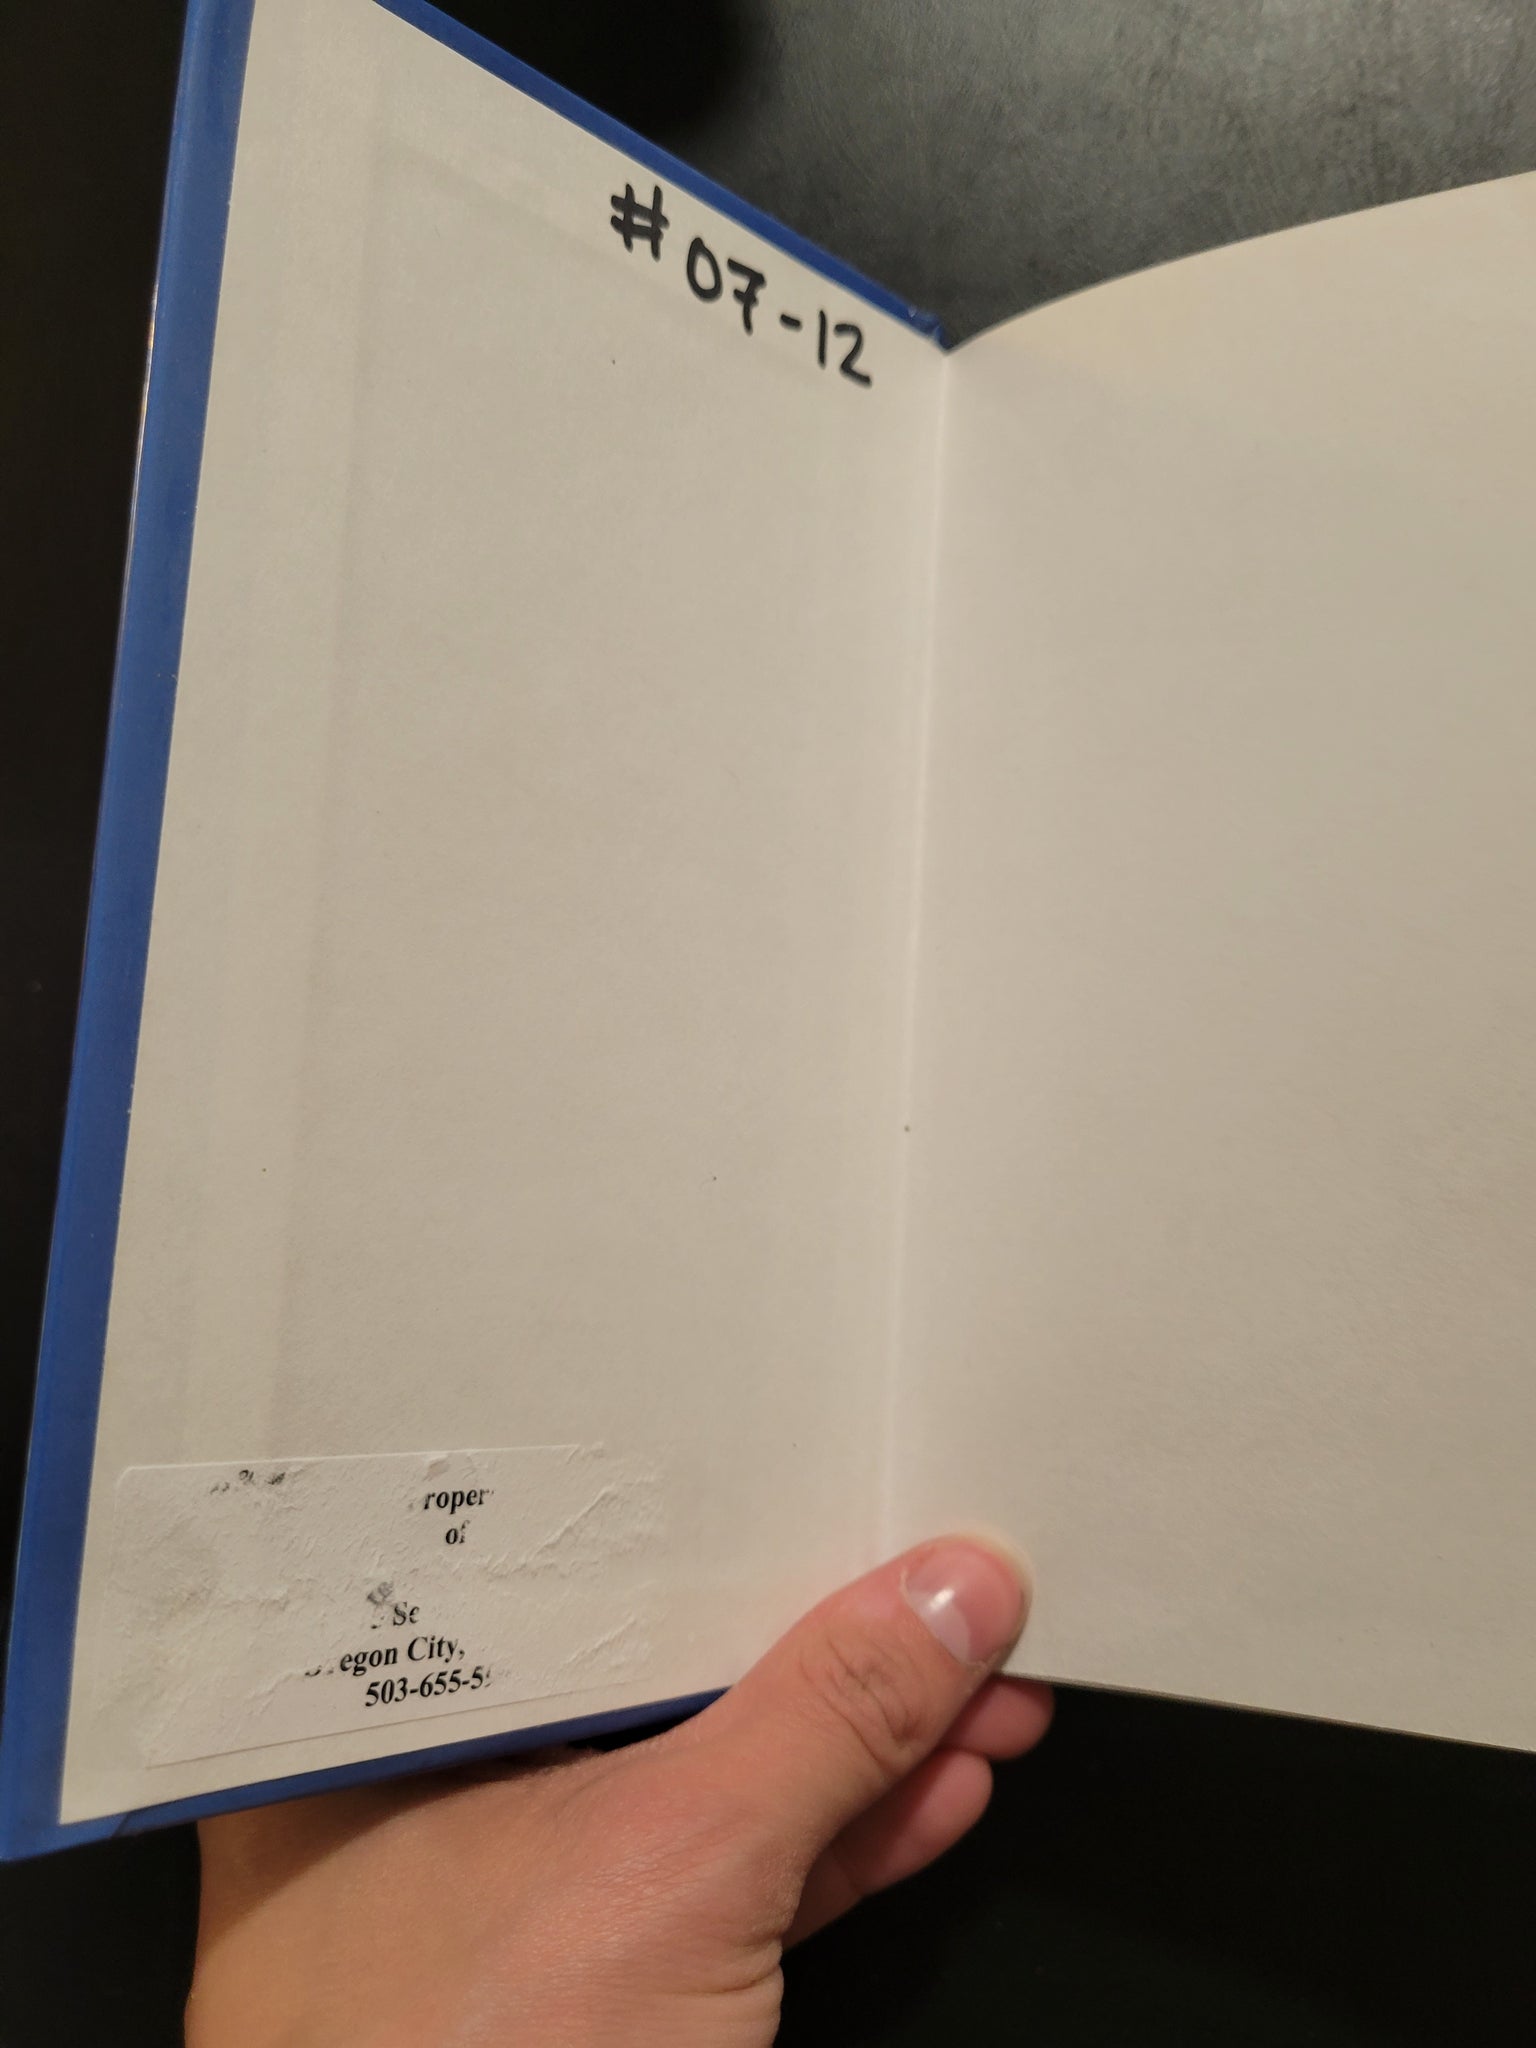 #07-12
roper
of
Se
egon City,
503-655-5